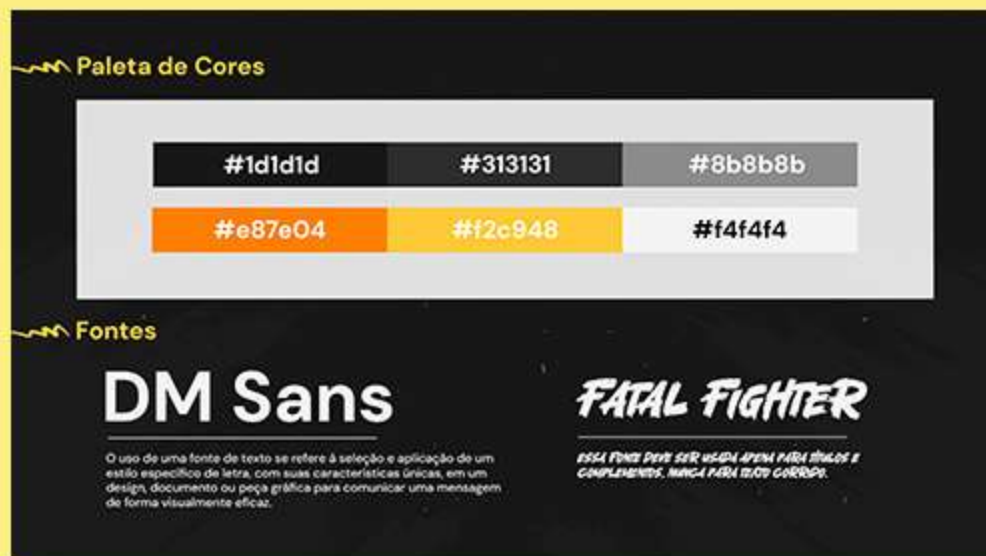 Paleta de Cores
#1d1d1d #313131 #8b8b8b
#e87e04 #f2c948 #f4f4f4
Fontes
DM Sans
O uso de uma fonte de texto se refere à seleção e aplicação de um
estilo específico de letra, com suas características únicas, em um
design, documento ou peça gráfica para comunicar uma mensagem
de forma visualmente eficaz.
FATAL FIGHTER
ESSA FONTE DEVE SER USADA APENA PARA TÍTULOS E
COMPLEMENTOS, NUNCA PARA TEXTO CORRIDO.